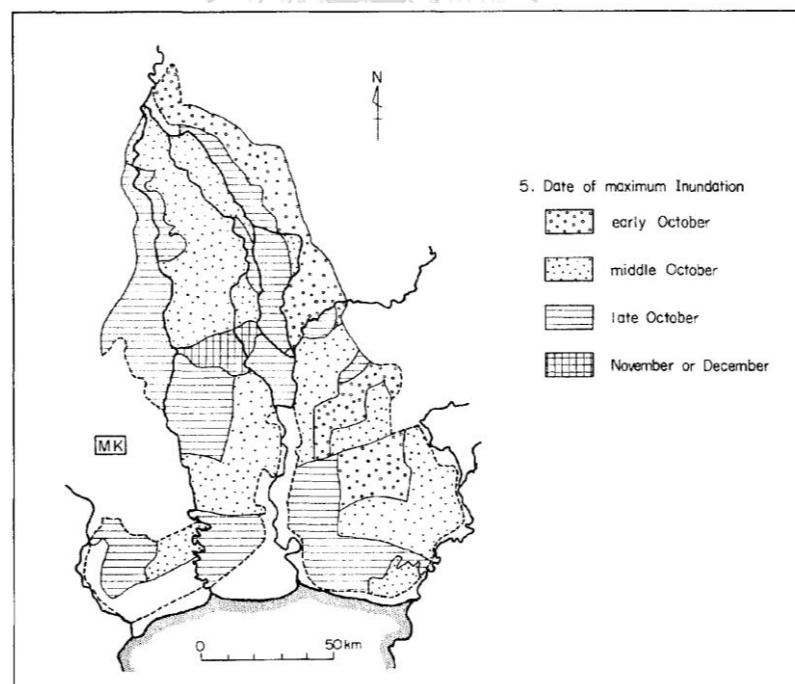 N
5. Date of maximum Inundation
early October
middle October
late October
November or December
MK
0 50km